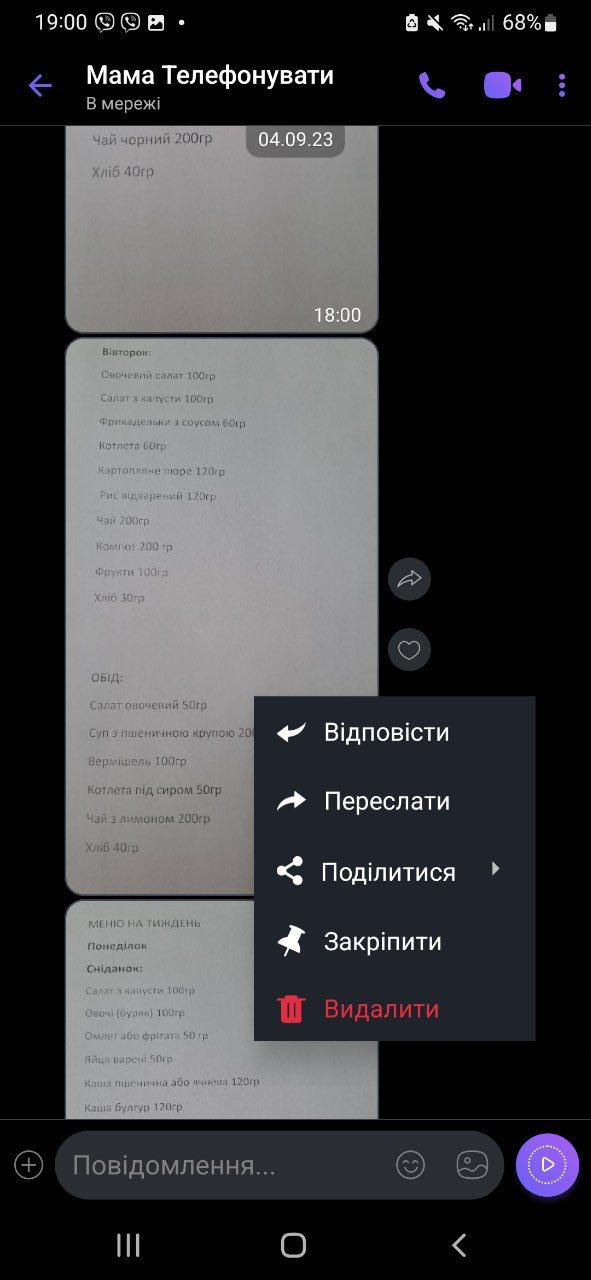 19:00
68%
Мама Телефонувати
В мережі
04.09.23
Чай чорний 200гр
Хліб 40гр
18:00
Вівторок:
Овочевий салат 100гр
Салат з капусти 100гр
Фрикадельки з соусом 60гр
Котлета 60гр
Картопляне пюре 120гр
Рис відварений 120гр
Чай 200гр
Компот 200 гр
Фрукти 100гр
Хліб 30гр
ОБІД:
Салат овочевий 50гр
Суп з пшеничною крупою 200
Вермішель 100гр
Котлета під сиром 50гр
Чай з лимоном 200гр
Хліб 40гр
Відповісти
Переслати
Поділитися
Закріпити
Видалити
МЕНЮ НА ТИЖДЕНЬ
Понеділок
Сніданок:
Салат з капусти 100гр
Овочі (буряк) 100гр
Омлет або фрітата 50 гр
Яйця варені 50гр
Каша пшенична або ячнева 120гр
Каша булгур 120гр
Повідомлення...